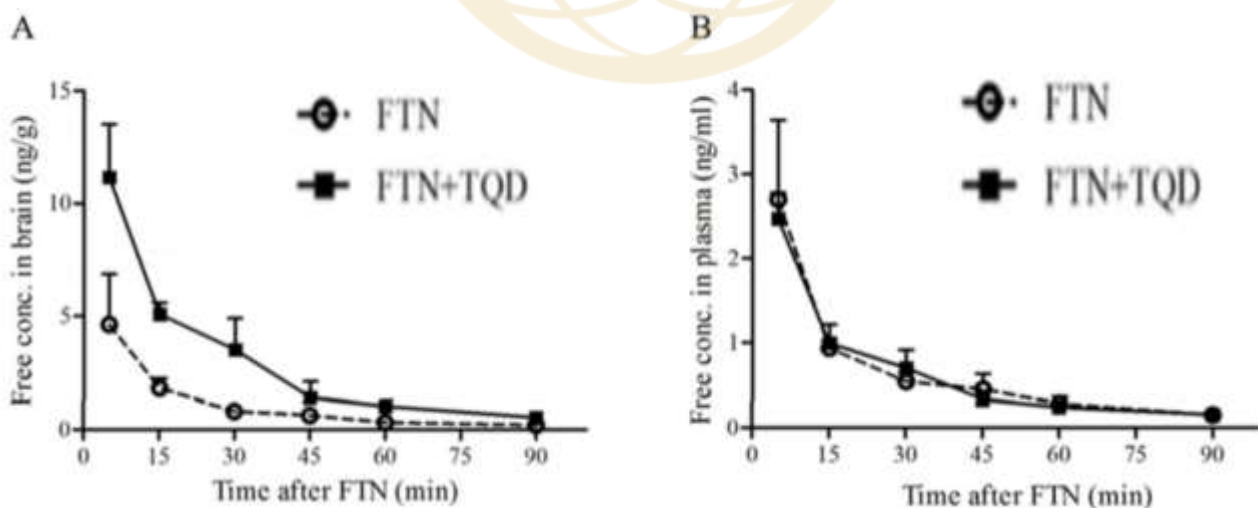 A
B
Free conc. in brain (ng/g)
15
10
5
0
FTN
FTN+TQD
0 15 30 45 60 75 90
Time after FTN (min)
Free conc. in plasma (ng/ml)
4
3
2
1
0
FTN
FTN+TQD
0 15 30 45 60 75 90
Time after FTN (min)